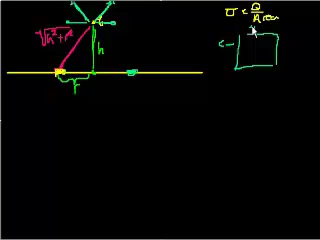 σ = Q
Area
√h²+r²
h
r